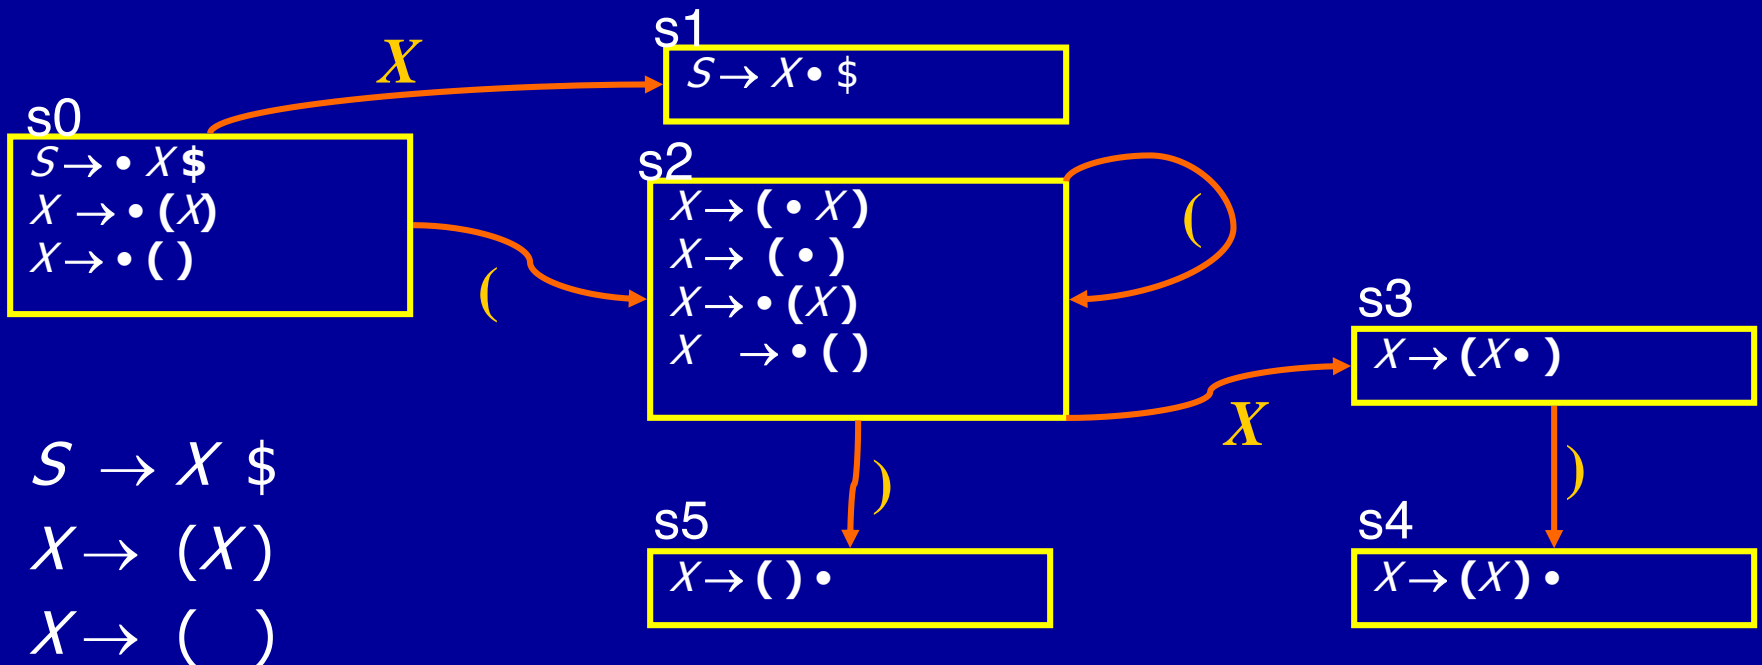 s1
X
S → X • $
s0
S → • X $
X → • (X)
X → • ( )
s2
X → ( • X )
X → ( • )
X → • (X )
X → • ( )
(
(
s3
X → (X • )
X
S → X $
)
)
s5
s4
X → (X)
X → ( ) •
X → (X ) •
X → ( )